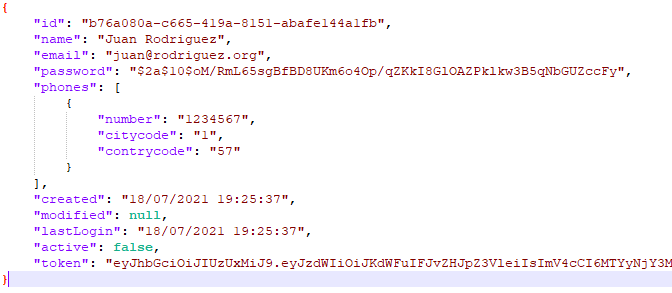 {
"id": "b76a080a-c665-419a-8151-abafe144a1fb",
"name": "Juan Rodriguez",
"email": "juan@rodriguez.org",
"password": "$2a$10$oM/RmL65sgBfBD8UKm6o4Op/qZKkI8GlOAZPklkw3B5qNbGUZccFy",
"phones": [
{
"number": "1234567",
"citycode": "1",
"contrycode": "57"
}
],
"created": "18/07/2021 19:25:37",
"modified": null,
"lastLogin": "18/07/2021 19:25:37",
"active": false,
"token": "eyJhbGciOiJIUzUxMiJ9.eyJzdWIiOiJKdWFuIFJvZHJpZ3VleiIsImV4cCI6MTYyNjY3M
}